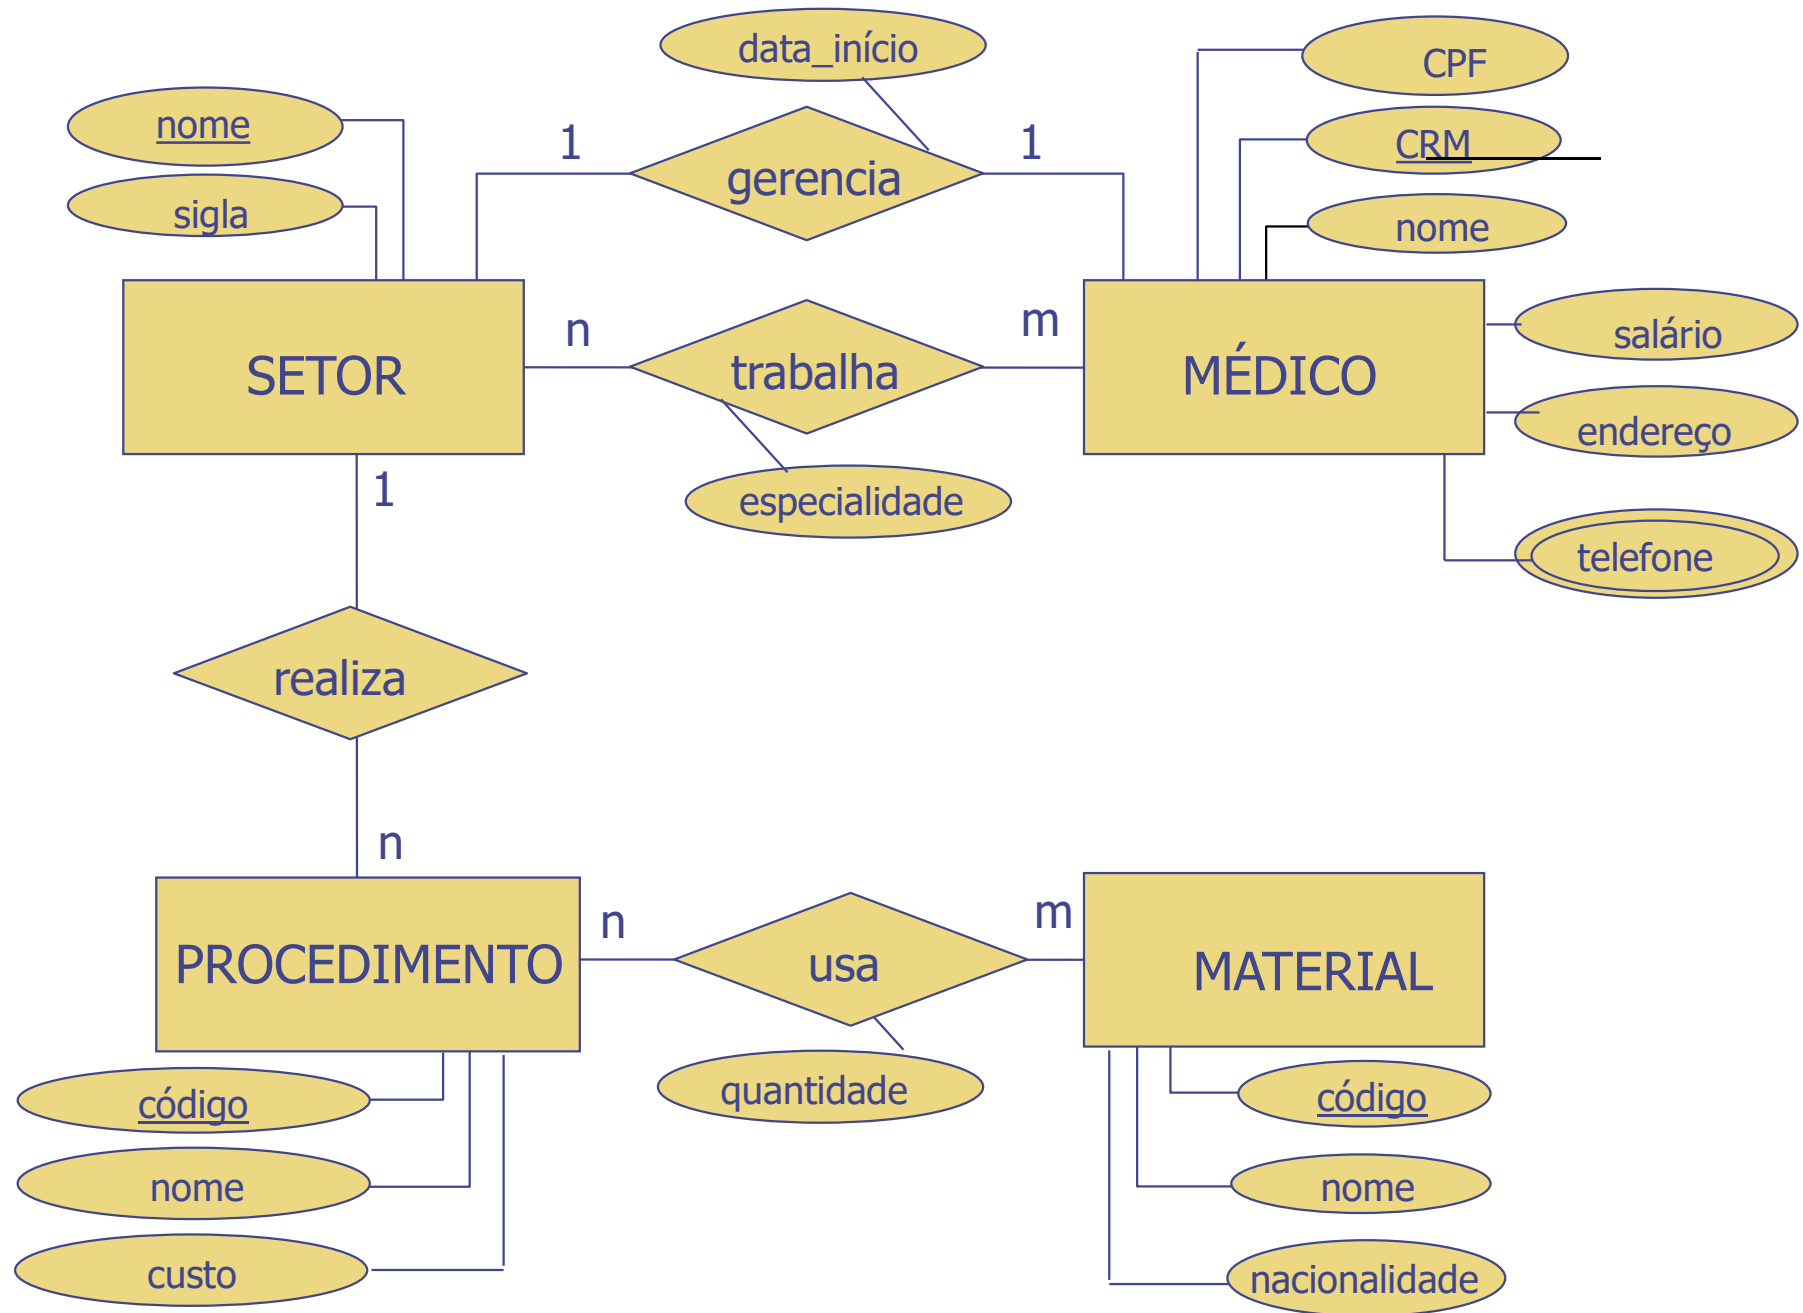 data_início
CPF
nome
1
1
CRM
gerencia
sigla
nome
n
m
salário
SETOR
trabalha
MÉDICO
endereço
1
especialidade
telefone
realiza
n
n
m
PROCEDIMENTO
usa
MATERIAL
código
quantidade
código
nome
nome
custo
nacionalidade